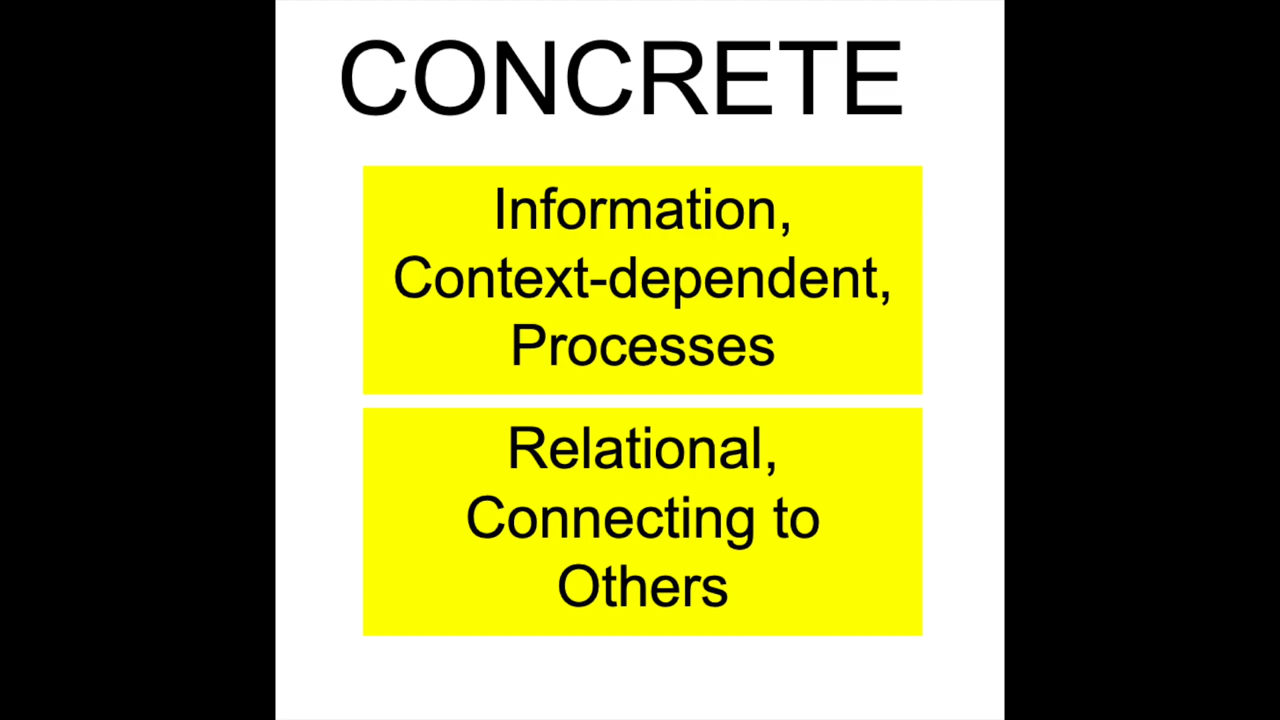 CONCRETE
Information,
Context-dependent,
Processes
Relational,
Connecting to
Others